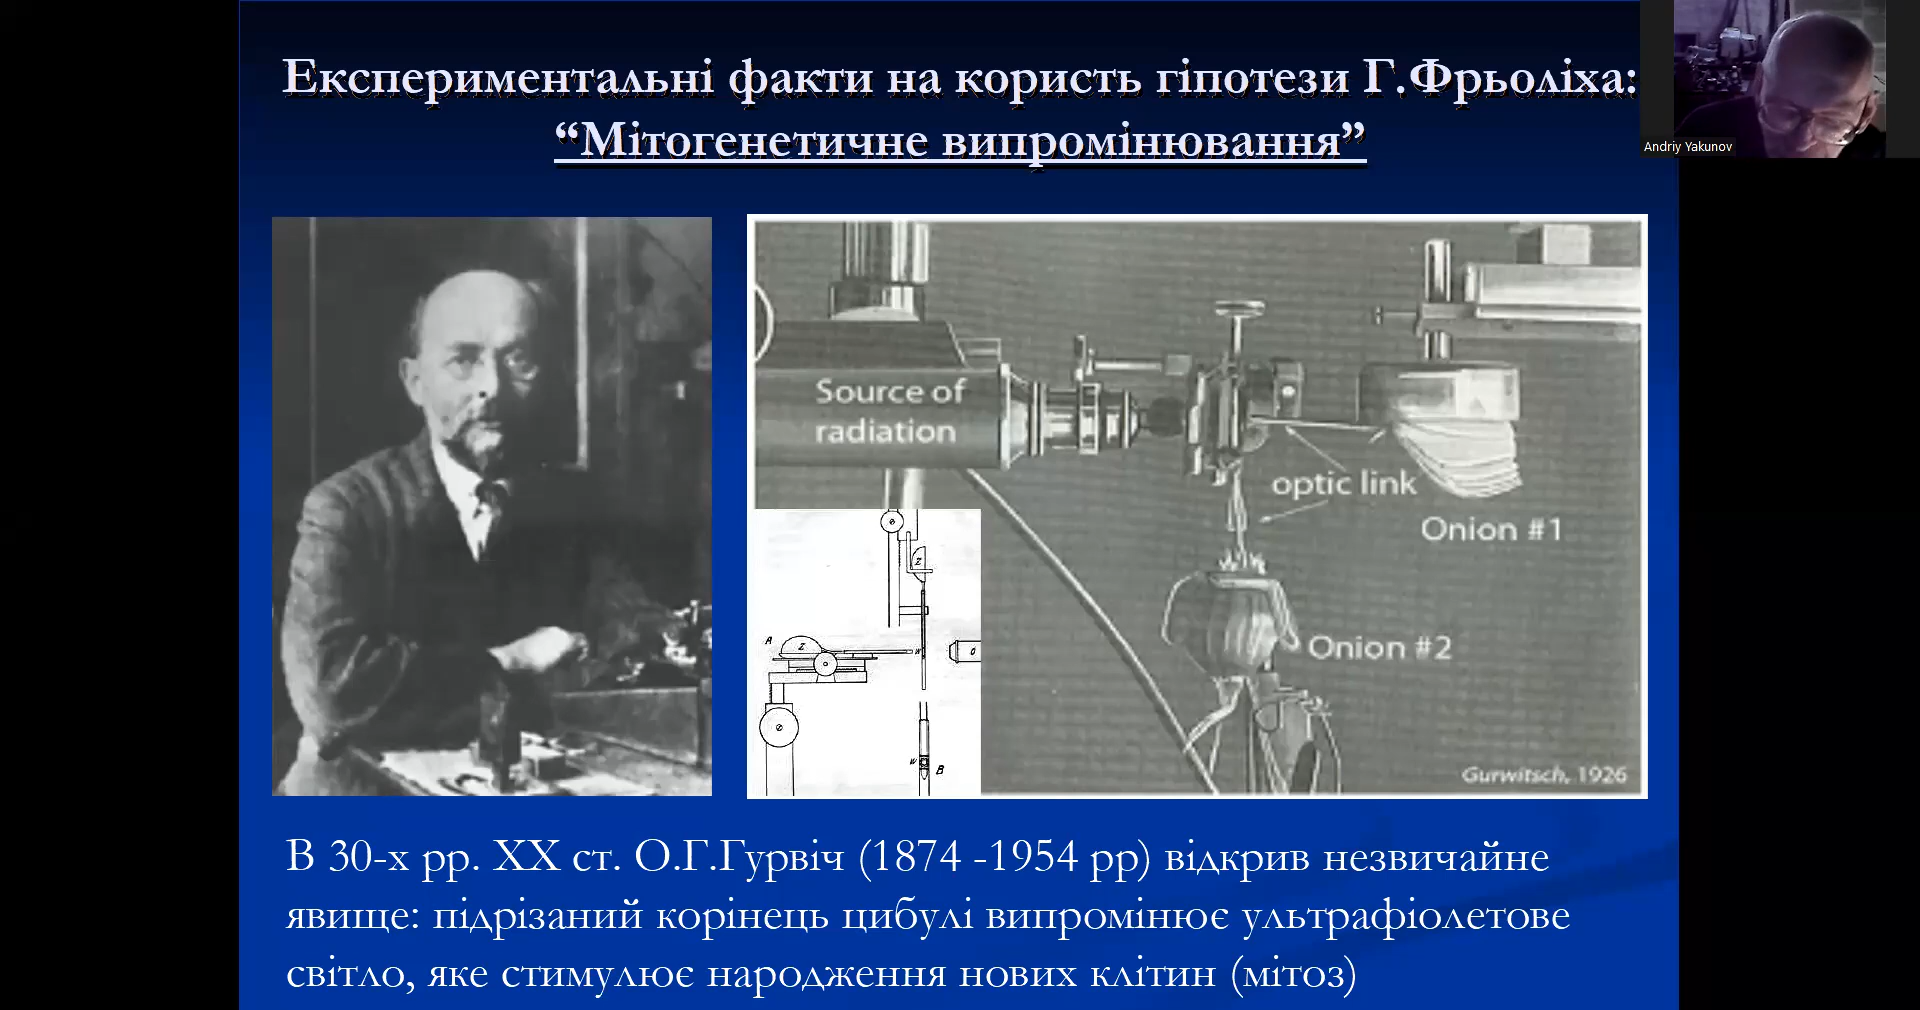 Експериментальні факти на користь гіпотези Г.Фрьоліха:
“Мітогенетичне випромінювання”
Andriy Yakunov
Source of
radiation
optic link
Onion #1
Onion #2
Gurwitsch, 1926
A
Z
Z
W
W
B
В 30-х рр. ХХ ст. О.Г.Гурвіч (1874 -1954 рр) відкрив незвичайне
явище: підрізаний корінець цибулі випромінює ультрафіолетове
світло, яке стимулює народження нових клітин (мітоз)